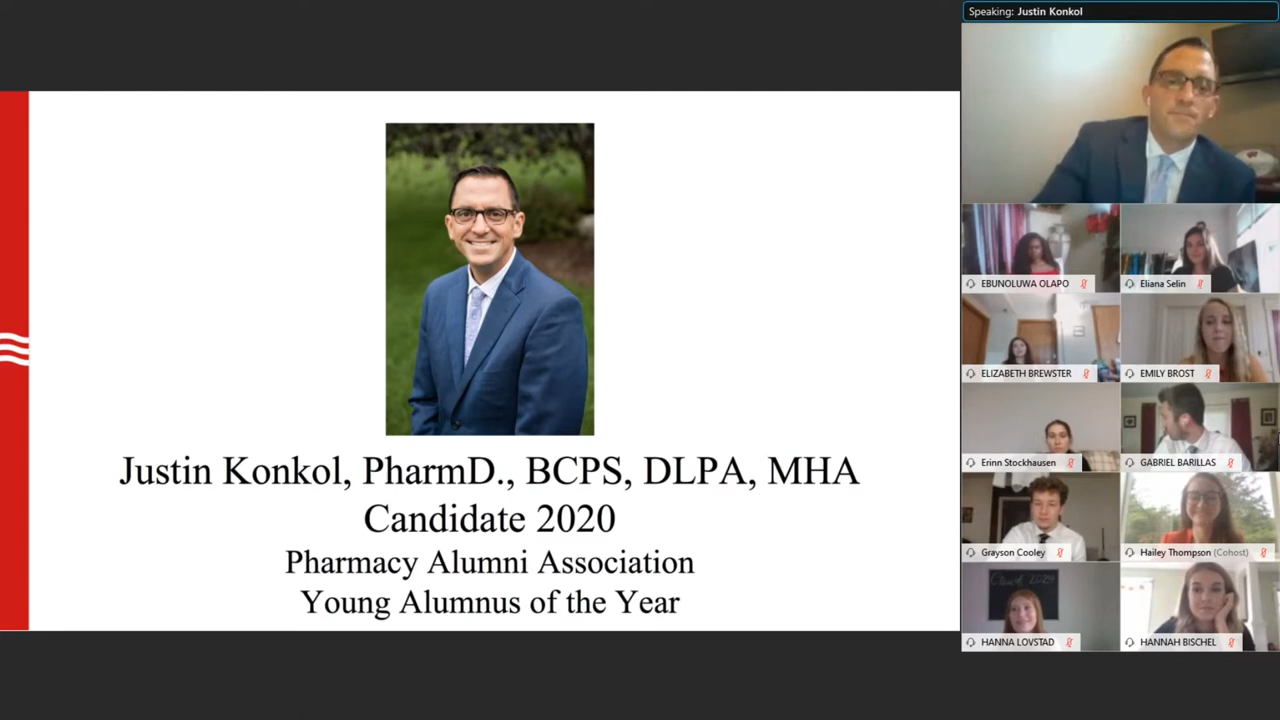 Speaking: Justin Konkol
Justin Konkol, PharmD., BCPS, DLPA, MHA
Candidate 2020
Pharmacy Alumni Association
Young Alumnus of the Year
EBUNOLUWA OLAPO
Eliana Selin
ELIZABETH BREWSTER
EMILY BROST
Erinn Stockhausen
GABRIEL BARILLAS
Grayson Cooley
Hailey Thompson (Cohost)
HANNA LOVSTAD
HANNAH BISCHEL